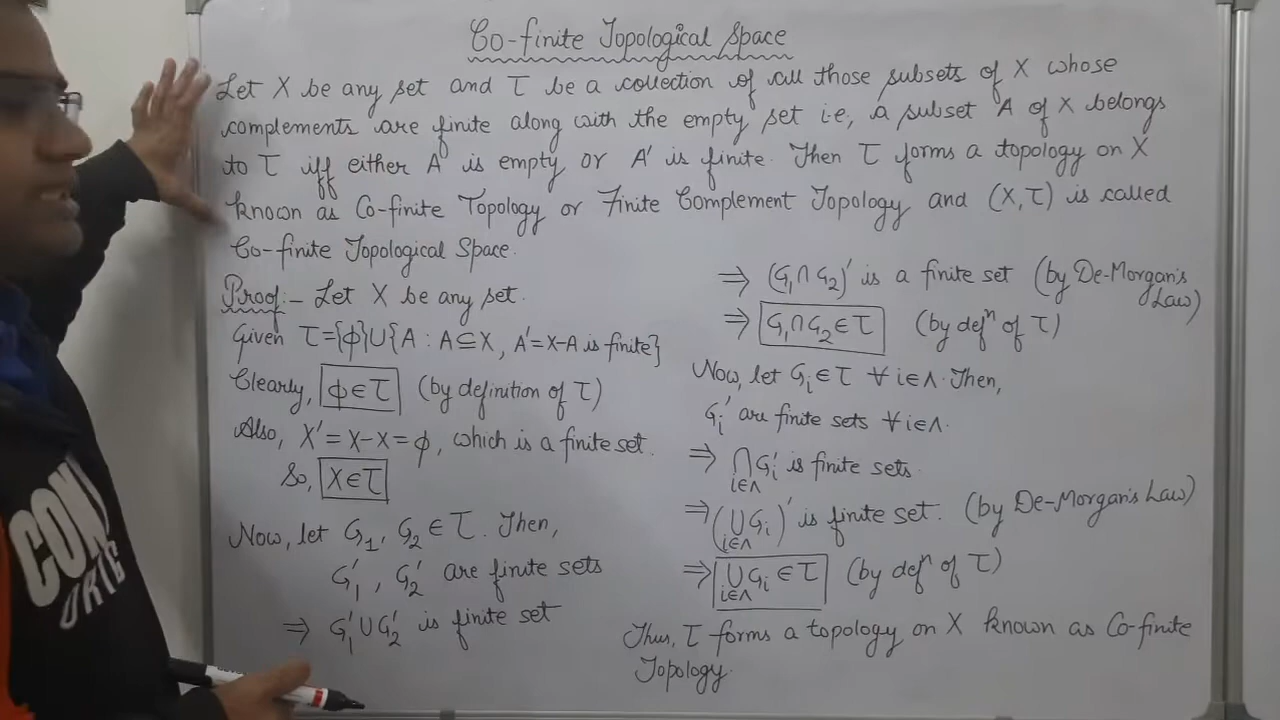 Co-finite Topological Space
Let X be any set and τ be a collection of all those subsets of X whose
complements are finite along with the empty set i.e., a subset A of X belongs
to τ iff either A is empty or A' is finite. Then τ forms a topology on X
known as Co-finite Topology or Finite Complement Topology and (X,τ) is called
Co-finite Topological Space.
Proof:- Let X be any set.
Given τ={ϕ}∪{A : A⊆X, A'=X-A is finite}
Clearly, ϕ∈τ (by definition of τ)
Also, X'=X-X=ϕ, which is a finite set.
So, X∈τ
Now, let G₁, G₂ ∈ τ. Then,
G₁', G₂' are finite sets
⇒ G₁'∪G₂' is finite set
⇒ (G₁∩G₂)' is a finite set (by De-Morgan's
Law)
⇒ G₁∩G₂∈τ (by defⁿ of τ)
Now, let Gᵢ∈τ ∀ i∈Λ. Then,
Gᵢ' are finite sets ∀i∈Λ.
⇒ ∩Gᵢ' is finite sets.
i∈Λ
⇒ (∪Gᵢ)' is finite set. (by De-Morgan's Law)
i∈Λ
⇒ ∪Gᵢ∈τ (by defⁿ of τ)
i∈Λ
Thus, τ forms a topology on X known as Co-finite
Topology.
CON